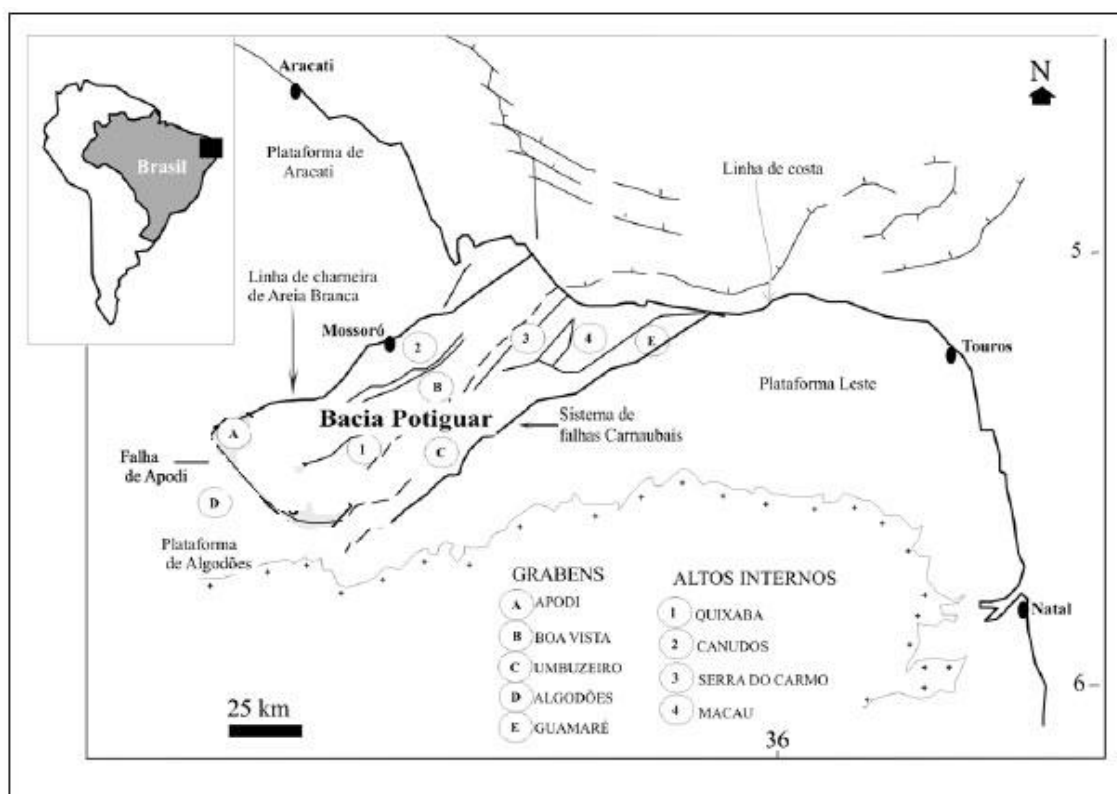 Brasil
Aracati
Plataforma de
Aracati
N
Linha de costa
5
Linha de charneira
de Areia Branca
Mossoró
2
3
4
E
Touros
B
Plataforma Leste
Bacia Potiguar
A
Sistema de
falhas Carnaubais
1
C
Falha
de Apodi
D
Plataforma
de Algodões
GRABENS
A APODI
B BOA VISTA
C UMBUZEIRO
D ALGODÕES
E GUAMARÉ
ALTOS INTERNOS
1 QUIXABA
2 CANUDOS
3 SERRA DO CARMO
4 MACAU
Natal
6
25 km
36